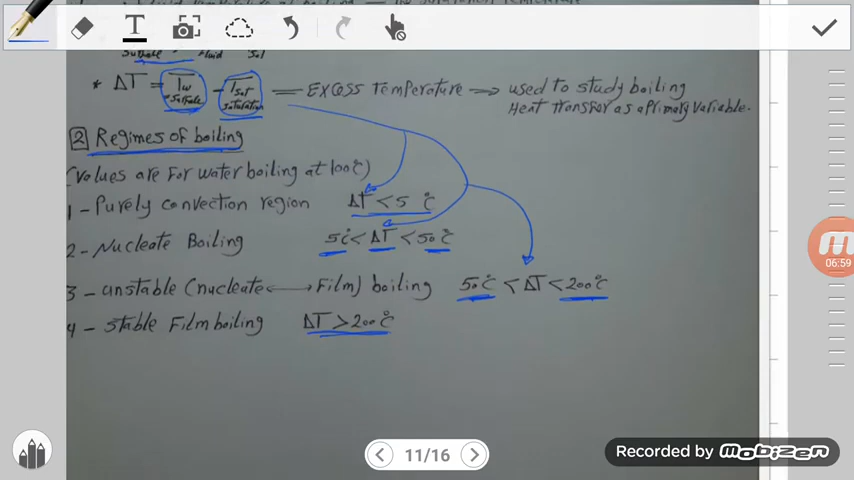 T
surface Fluid Sat
* ΔT = Tw surface - Tsat saturation = Excess Temperature → used to study boiling
Heat transfer as a Primary Variable.
2 Regimes of boiling
(Values are for water boiling at 100°C)
1 - Purely convection region ΔT < 5 °C
2 - Nucleate Boiling 5°C < ΔT < 50°C
3 - unstable (nucleate ⟷ Film) boiling 50°C < ΔT < 200°C
4 - stable Film boiling ΔT > 200°C
06:59
11/16
Recorded by MOBIZEN